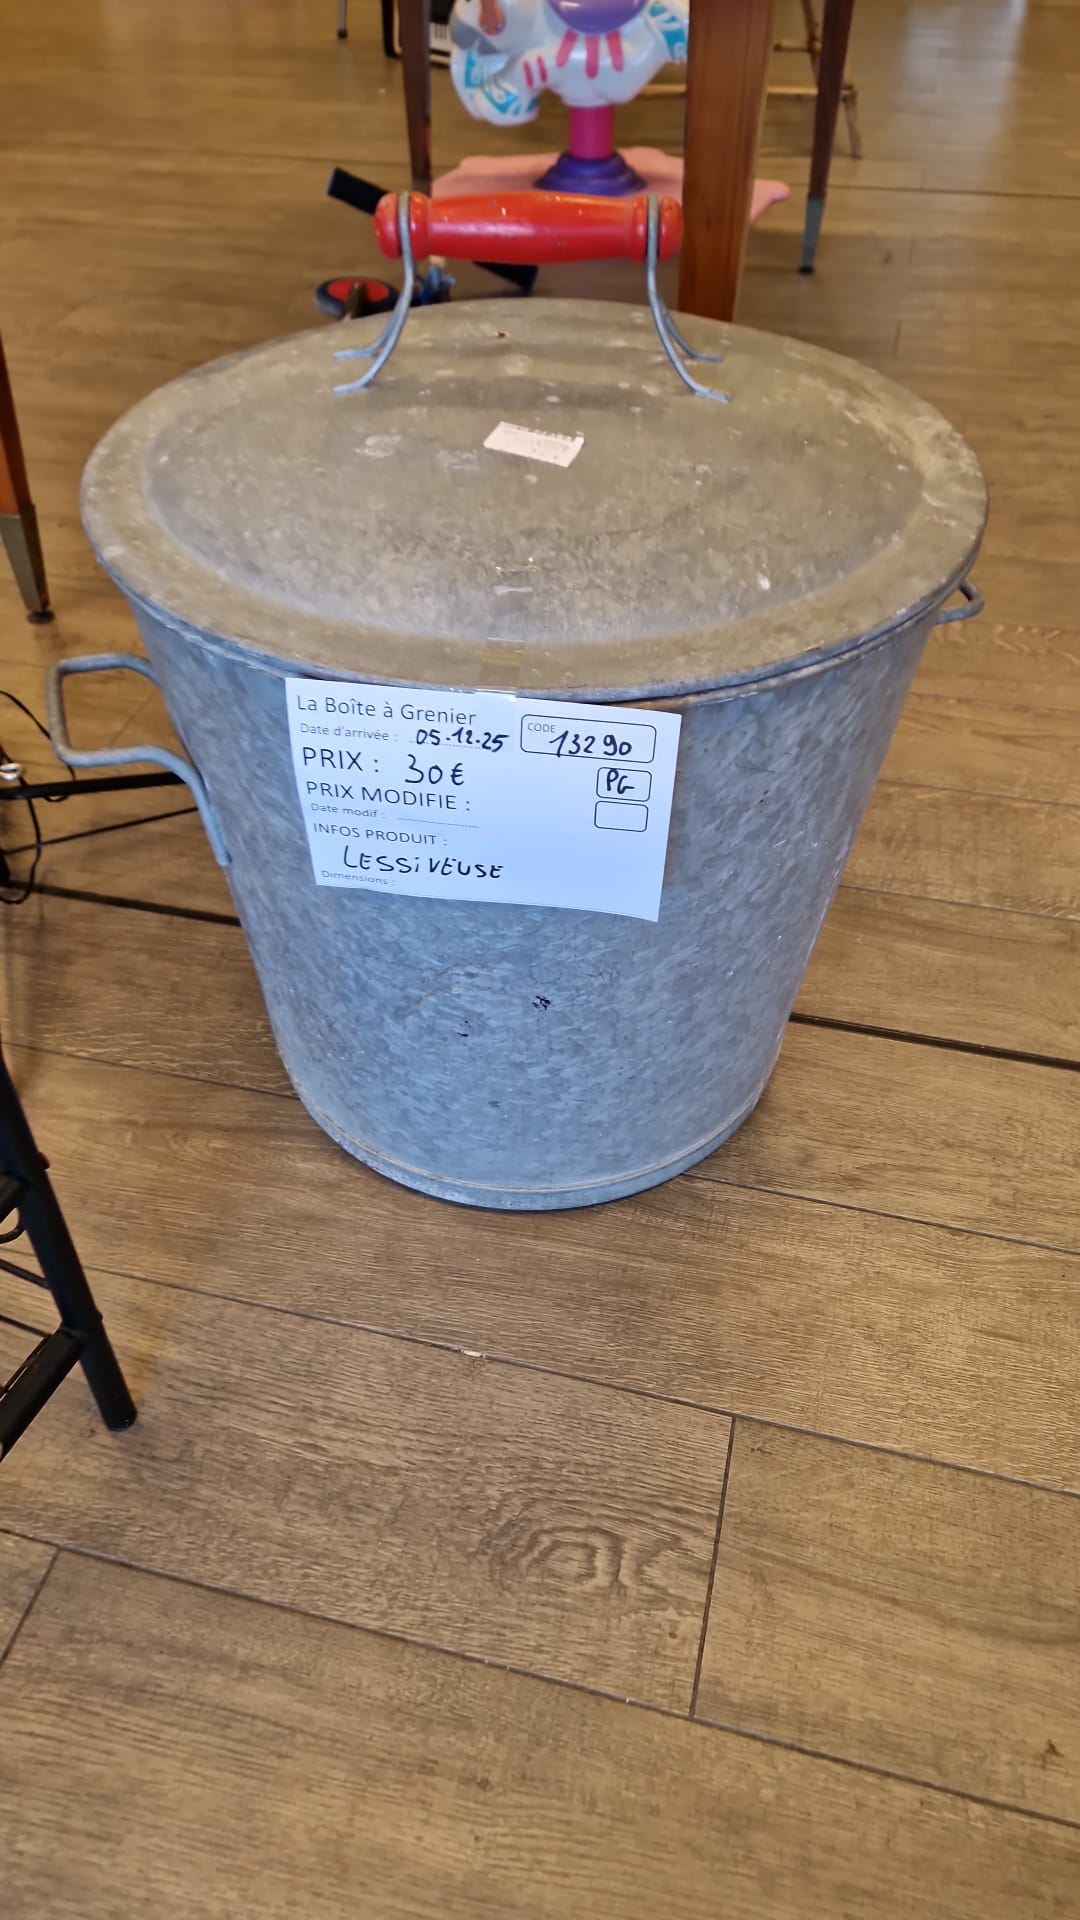 La Boîte à Grenier
Date d'arrivée : 05.12.25
CODE 13290
PRIX : 30€
PG
PRIX MODIFIE :
Date modif :
INFOS PRODUIT :
LESSIVEUSE
Dimensions :